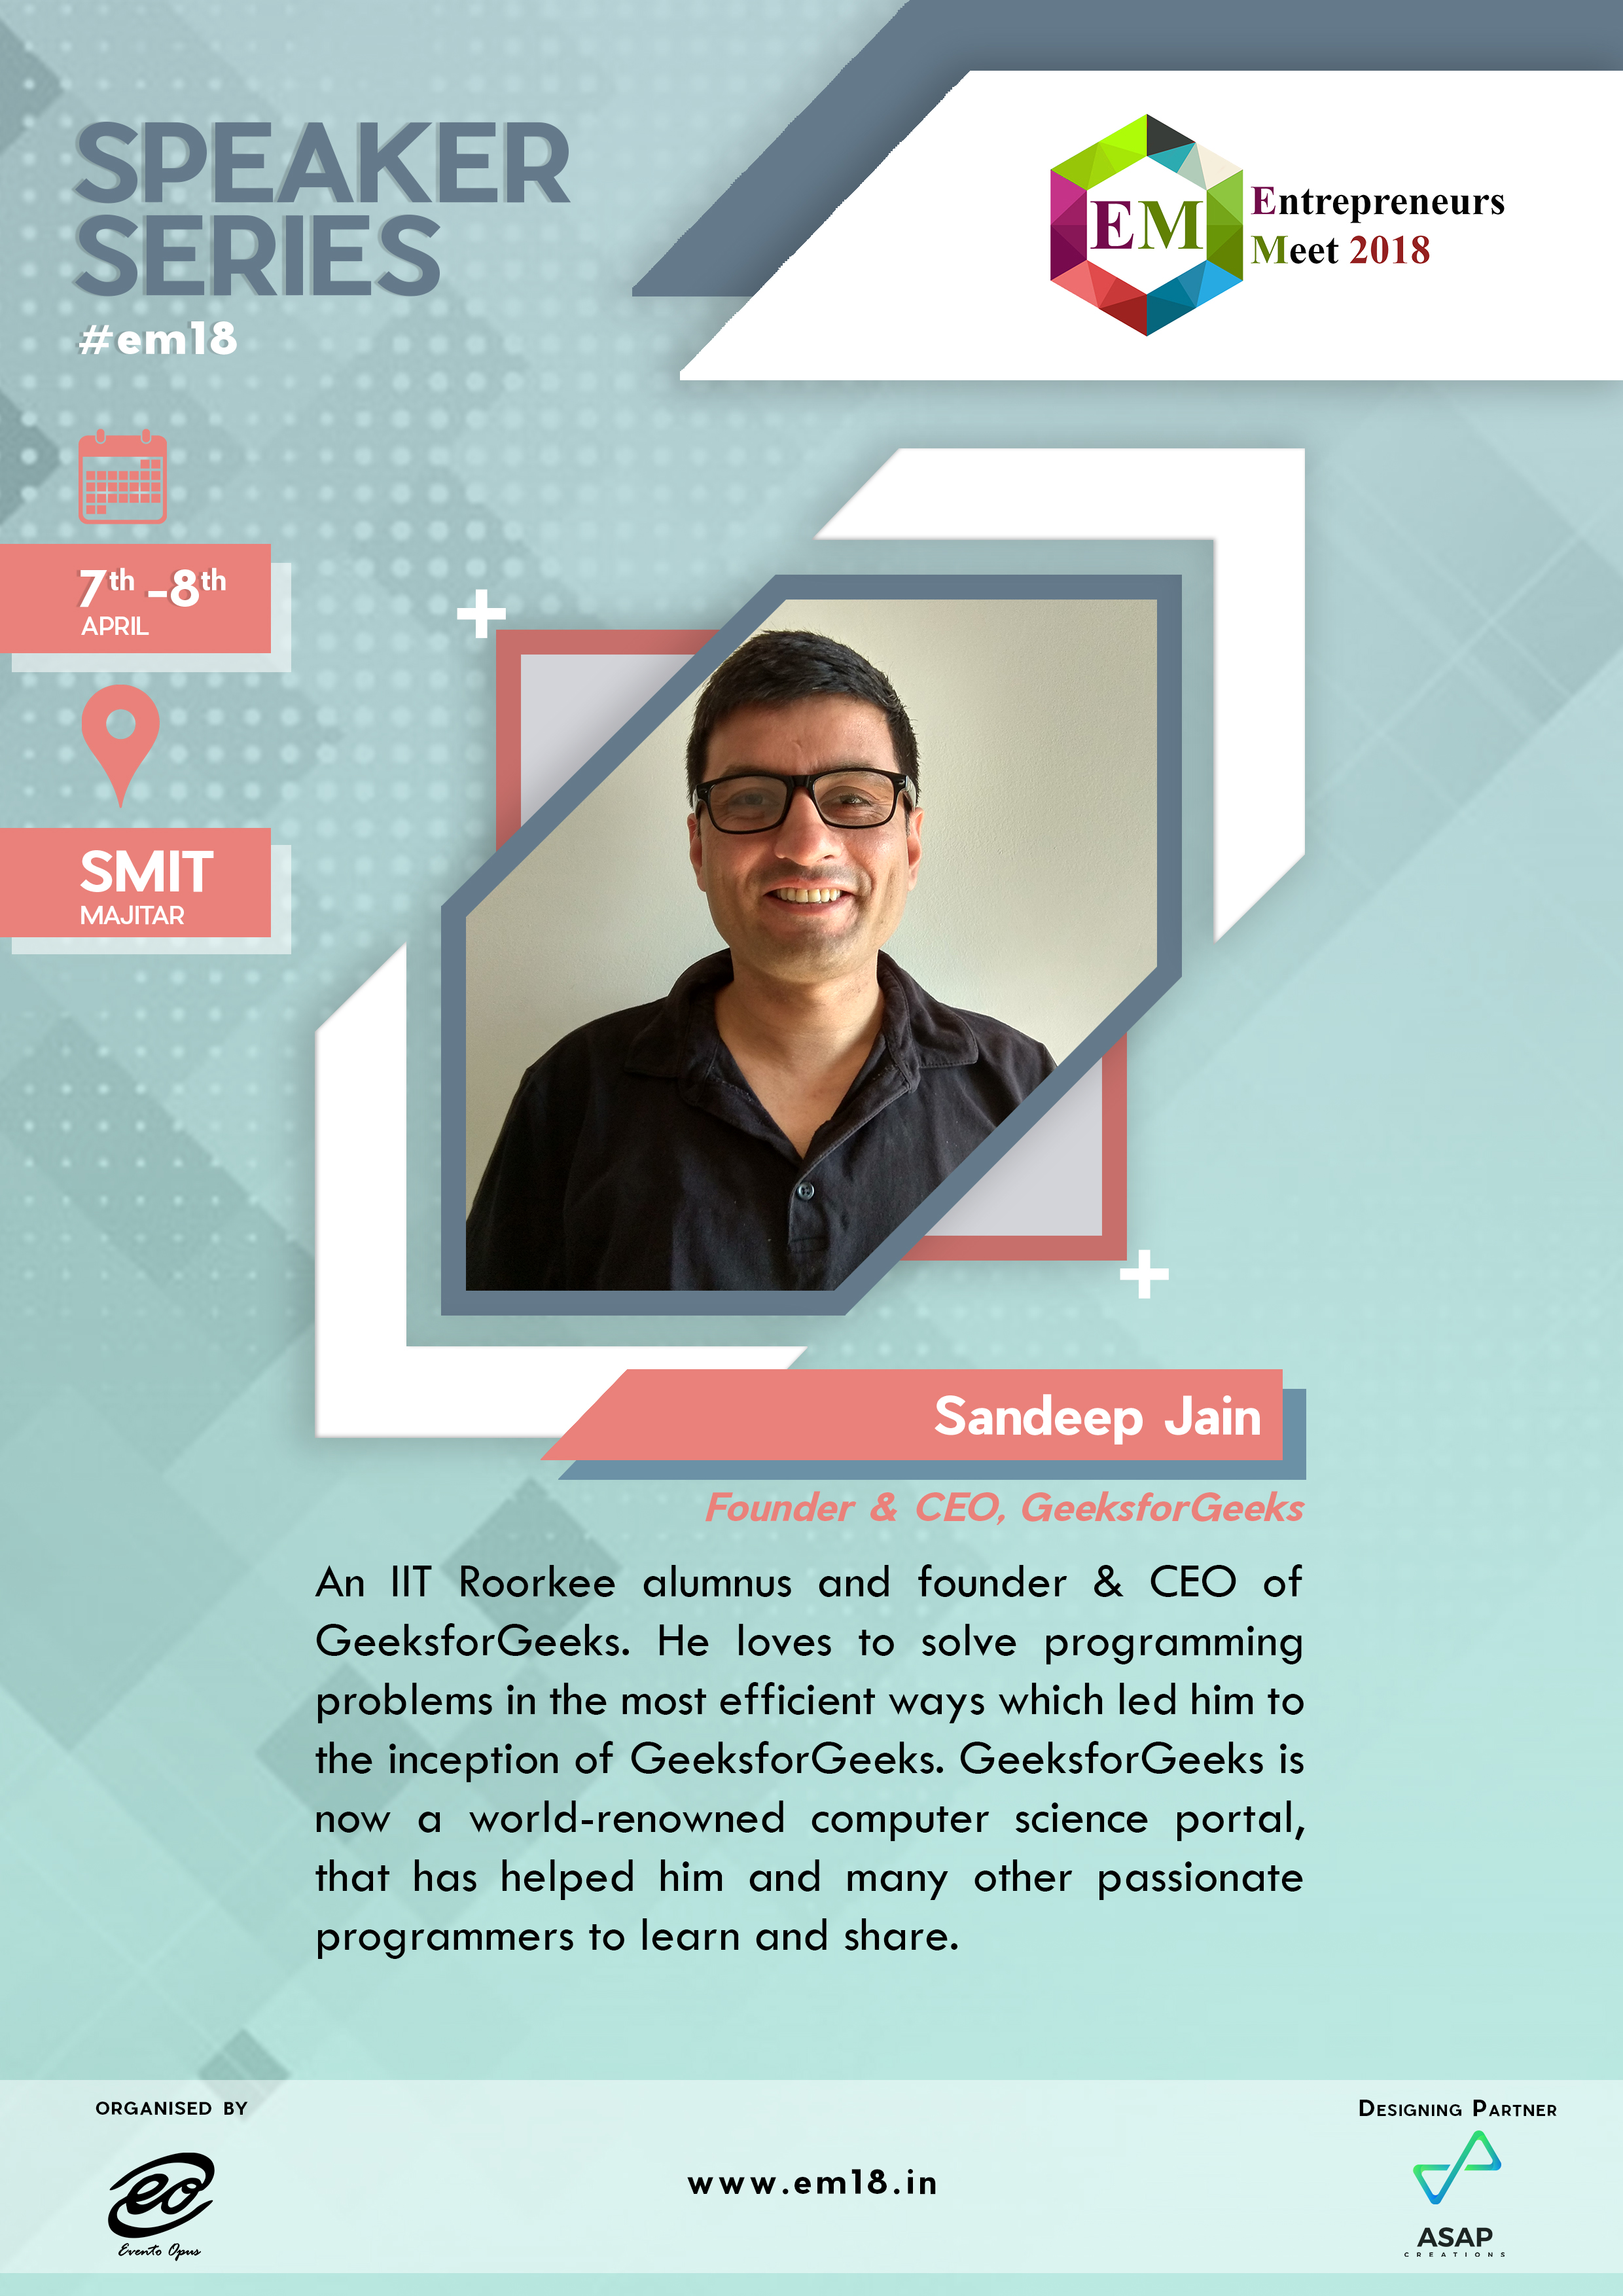 SPEAKER
SERIES
#em18
EM
Entrepreneurs
Meet 2018
7th -8th
APRIL
SMIT
MAJITAR
Sandeep Jain
Founder & CEO, GeeksforGeeks
An IIT Roorkee alumnus and founder & CEO of
GeeksforGeeks. He loves to solve programming
problems in the most efficient ways which led him to
the inception of GeeksforGeeks. GeeksforGeeks is
now a world-renowned computer science portal,
that has helped him and many other passionate
programmers to learn and share.
ORGANISED BY
eo
Evento Opus
www.em18.in
DESIGNING PARTNER
ASAP
CREATIONS